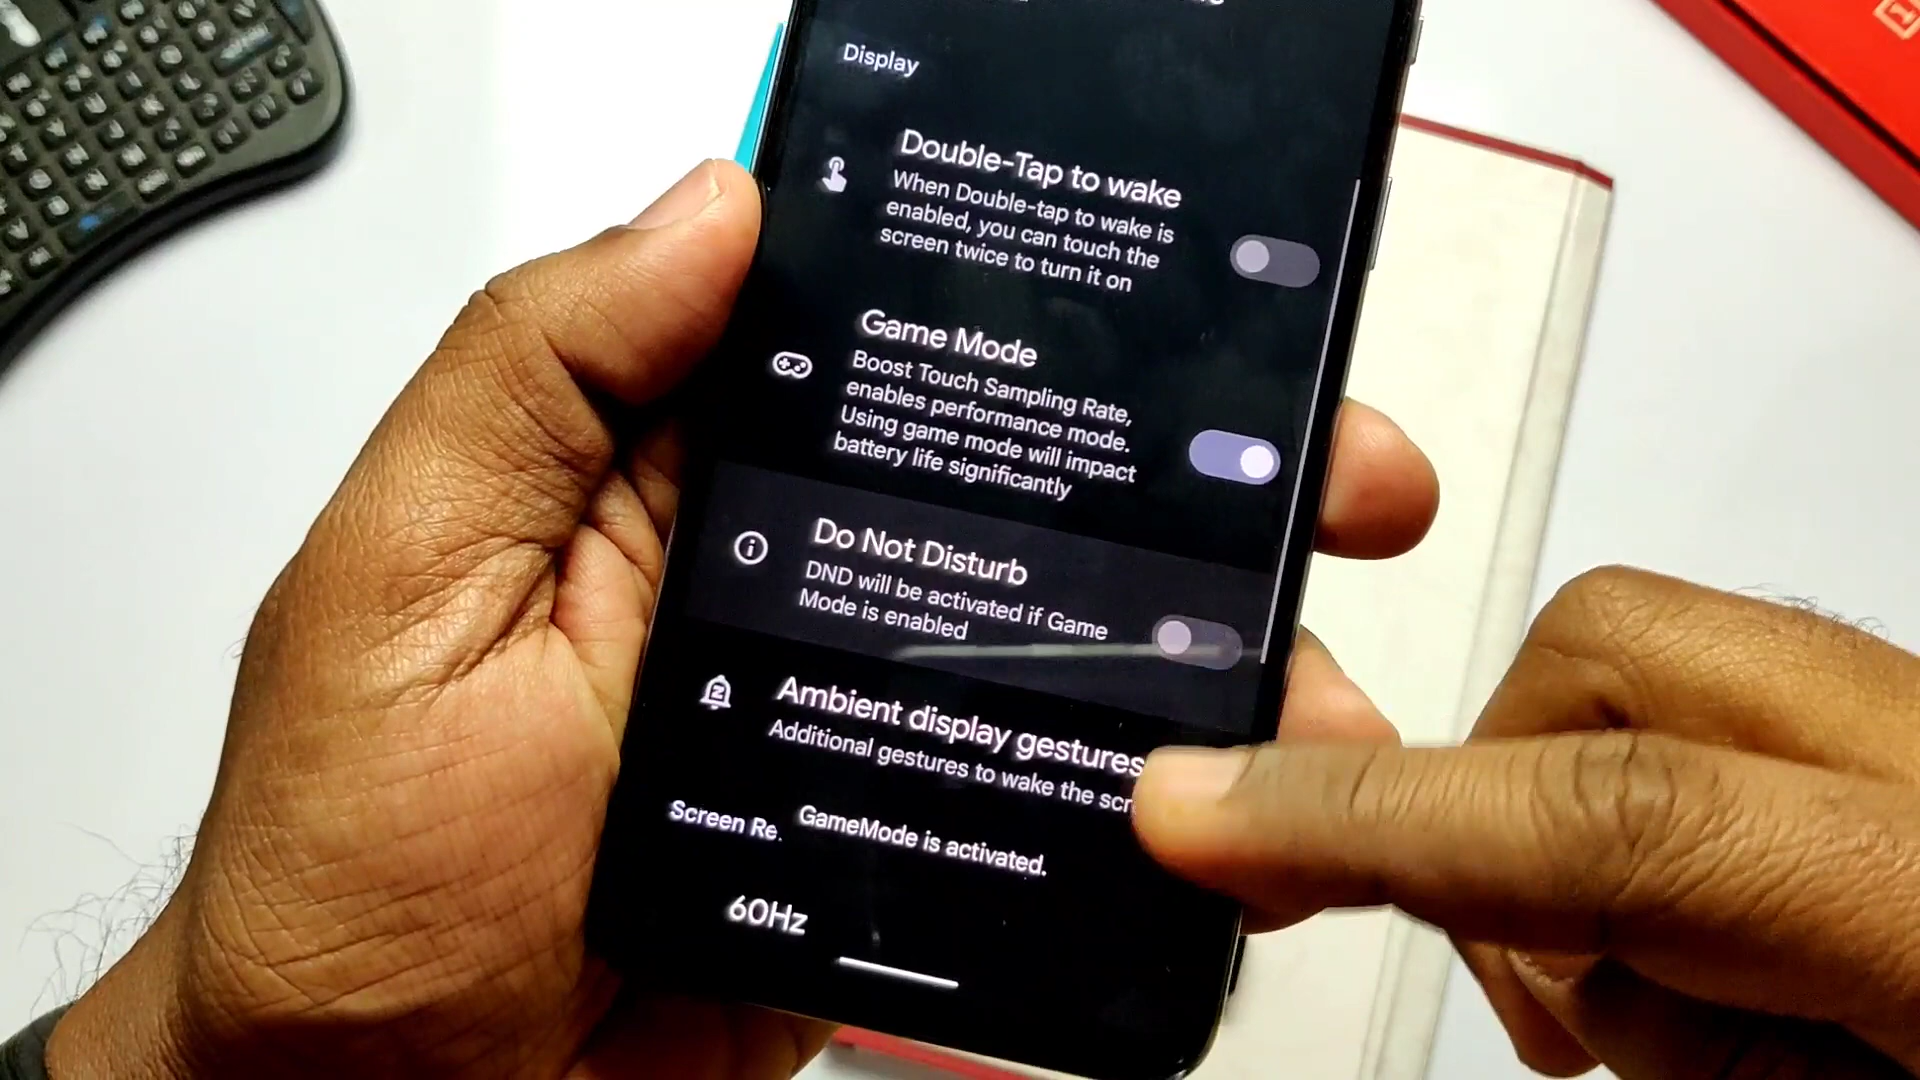 Display
Double-Tap to wake
When Double-tap to wake is
enabled, you can touch the
screen twice to turn it on
Game Mode
Boost Touch Sampling Rate,
enables performance mode.
Using game mode will impact
battery life significantly
Do Not Disturb
DND will be activated if Game
Mode is enabled
Ambient display gestures
Additional gestures to wake the scr
Screen Re.
GameMode is activated.
60Hz